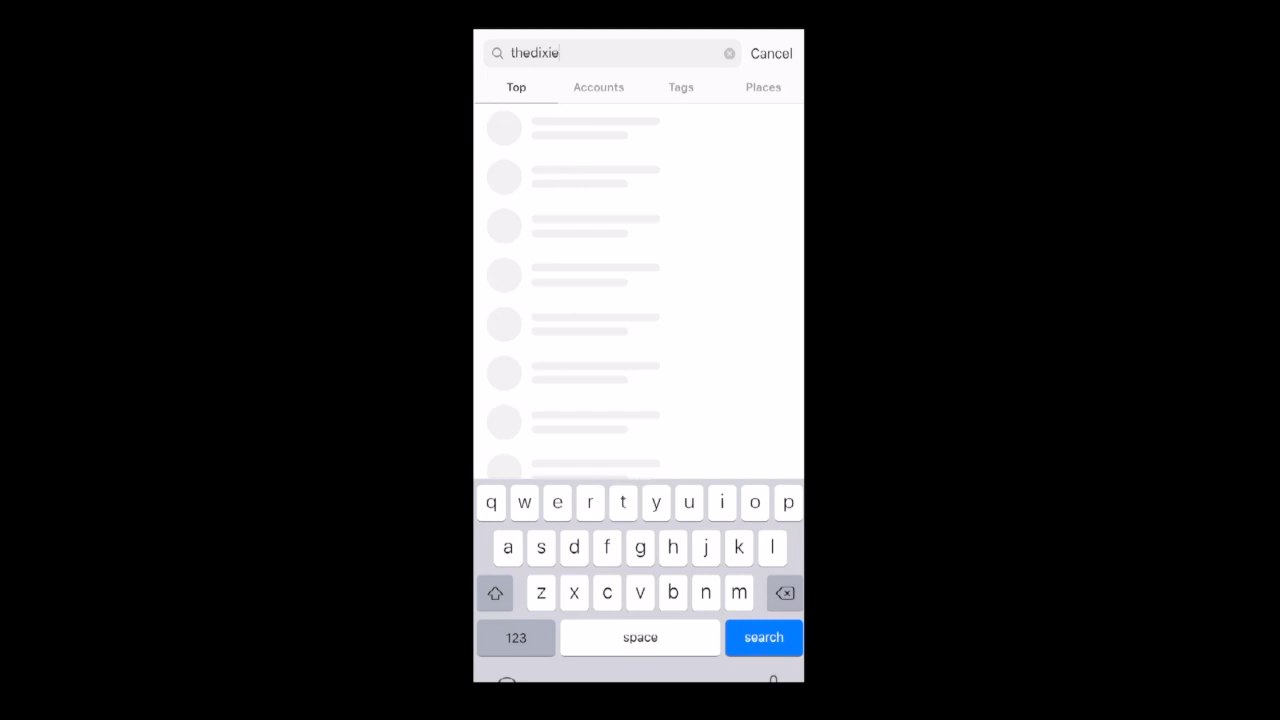 thedixie Cancel
Top Accounts Tags Places
q w e r t y u i o p
a s d f g h j k l
z x c v b n m
123 space search